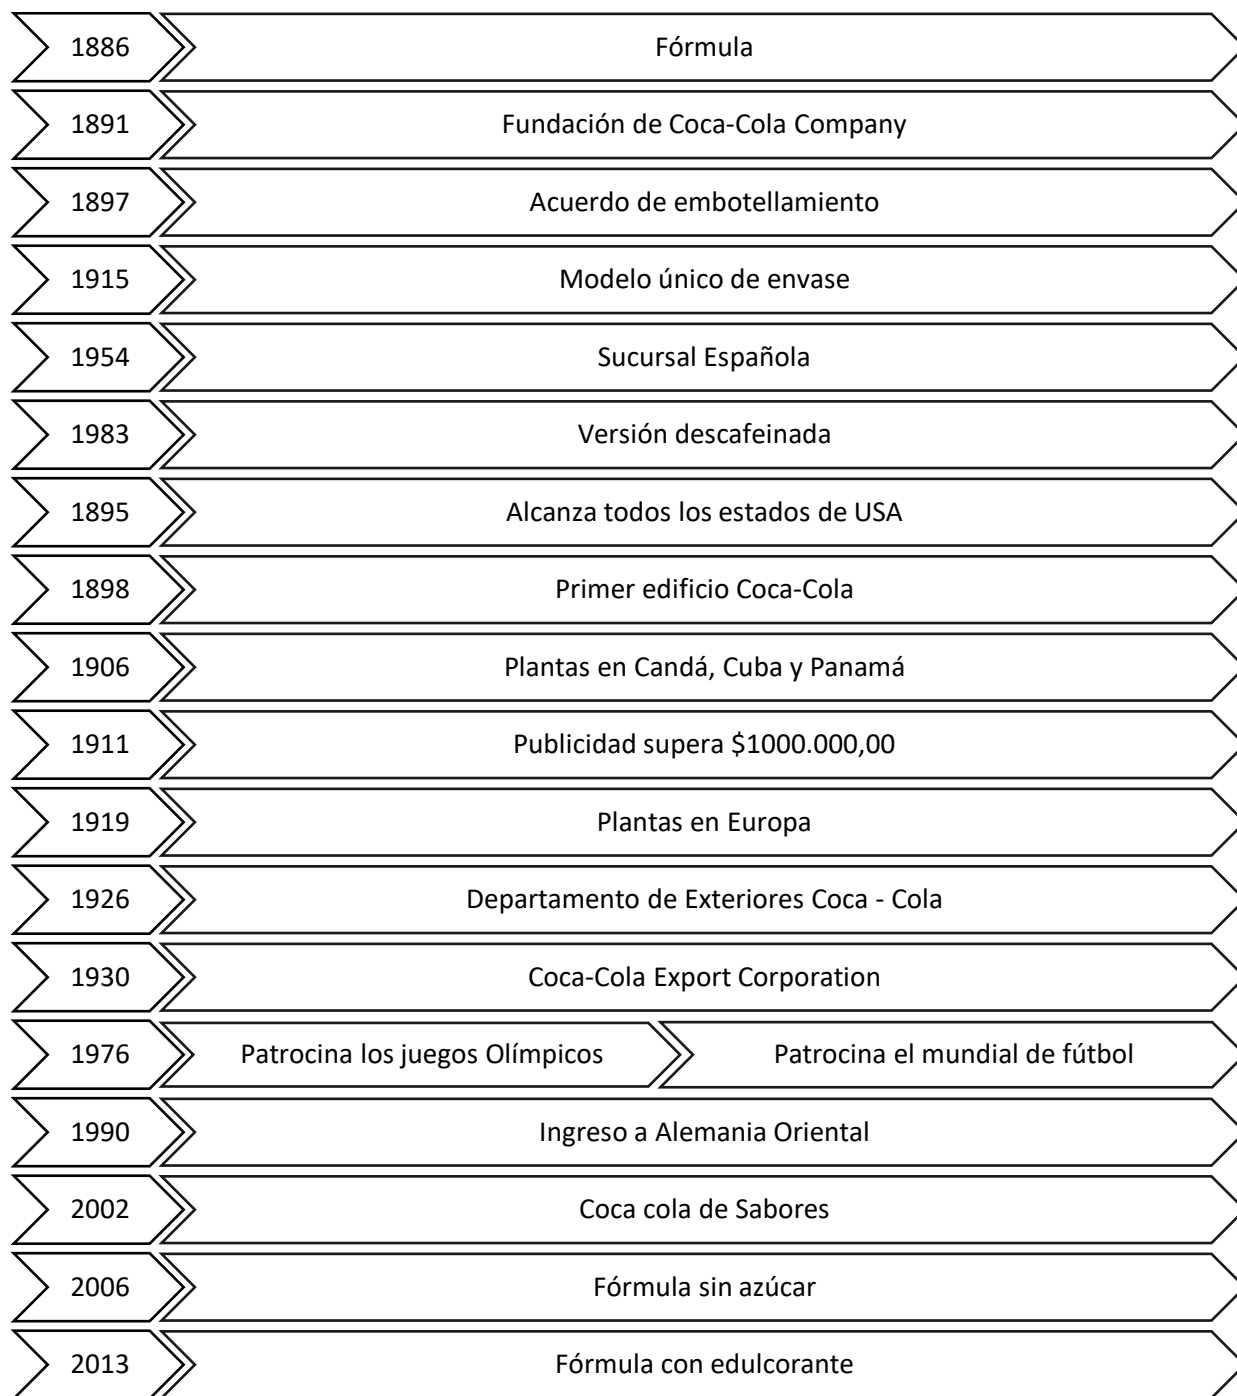 1886 Fórmula
1891 Fundación de Coca-Cola Company
1897 Acuerdo de embotellamiento
1915 Modelo único de envase
1954 Sucursal Española
1983 Versión descafeinada
1895 Alcanza todos los estados de USA
1898 Primer edificio Coca-Cola
1906 Plantas en Candá, Cuba y Panamá
1911 Publicidad supera $1000.000,00
1919 Plantas en Europa
1926 Departamento de Exteriores Coca - Cola
1930 Coca-Cola Export Corporation
1976 Patrocina los juegos Olímpicos Patrocina el mundial de fútbol
1990 Ingreso a Alemania Oriental
2002 Coca cola de Sabores
2006 Fórmula sin azúcar
2013 Fórmula con edulcorante